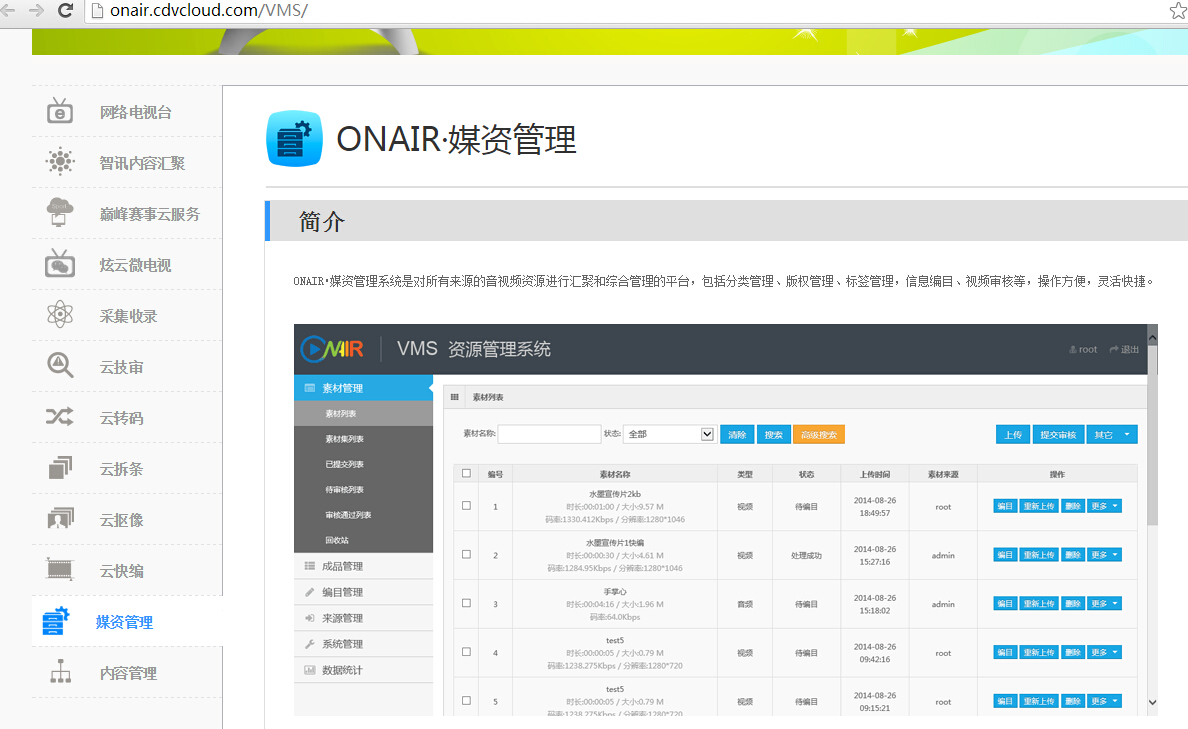 onair.cdvcloud.com/VMS/
网络电视台
智讯内容汇聚
巅峰赛事云服务
炫云微电视
采集收录
云技审
云转码
云拆条
云抠像
云快编
媒资管理
内容管理
ONAIR·媒资管理
简介
ONAIR·媒资管理系统是对所有来源的音视频资源进行汇聚和综合管理的平台，包括分类管理、版权管理、标签管理，信息编目、视频审核等，操作方便，灵活快捷。
ONAIR VMS 资源管理系统 root 退出
素材管理
素材列表
素材集列表
已提交列表
待审核列表
审核通过列表
回收站
成品管理
编目管理
来源管理
系统管理
数据统计
素材列表
素材名称: 状态: 全部 清除 搜索 高级搜索 上传 提交审核 其它
编号 素材名称 类型 状态 上传时间 素材来源 操作
1 水墨宣传片2kb 视频 待编目 2014-08-26 18:49:57 root 编目 重新上传 删除 更多
时长:00:01:00 / 大小:9.57 M
码率:1330.412Kbps / 分辨率:1280*1046
2 水墨宣传片1快编 视频 处理成功 2014-08-26 15:27:16 admin 编目 重新上传 删除 更多
时长:00:00:30 / 大小:4.61 M
码率:1284.95Kbps / 分辨率:1280*1046
3 手掌心 音频 待编目 2014-08-26 15:18:02 admin 编目 重新上传 删除 更多
时长:00:04:16 / 大小:1.96 M
码率:64.0Kbps
4 test5 视频 待编目 2014-08-26 09:42:16 root 编目 重新上传 删除 更多
时长:00:00:05 / 大小:0.79 M
码率:1238.275Kbps / 分辨率:1280*720
5 test5 视频 待编目 2014-08-26 09:15:21 root 编目 重新上传 删除 更多
时长:00:00:05 / 大小:0.79 M
码率:1238.275Kbps / 分辨率:1280*720